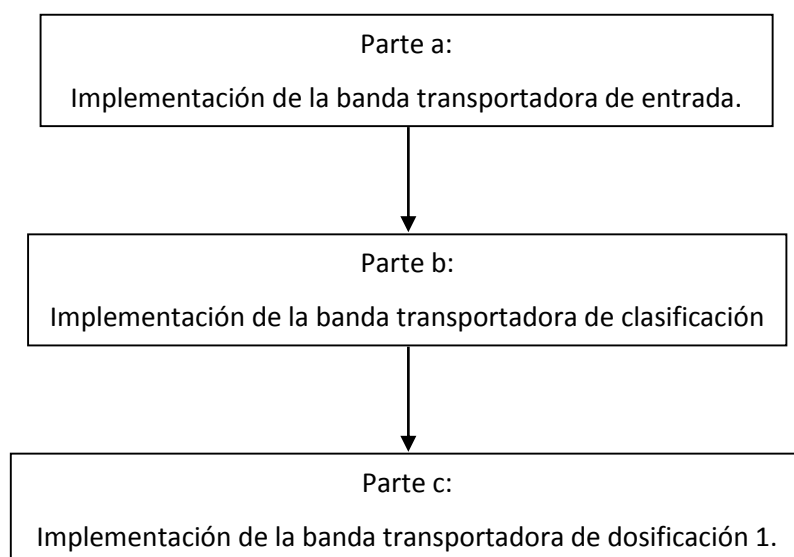 Parte a:
Implementación de la banda transportadora de entrada.
Parte b:
Implementación de la banda transportadora de clasificación
Parte c:
Implementación de la banda transportadora de dosificación 1.